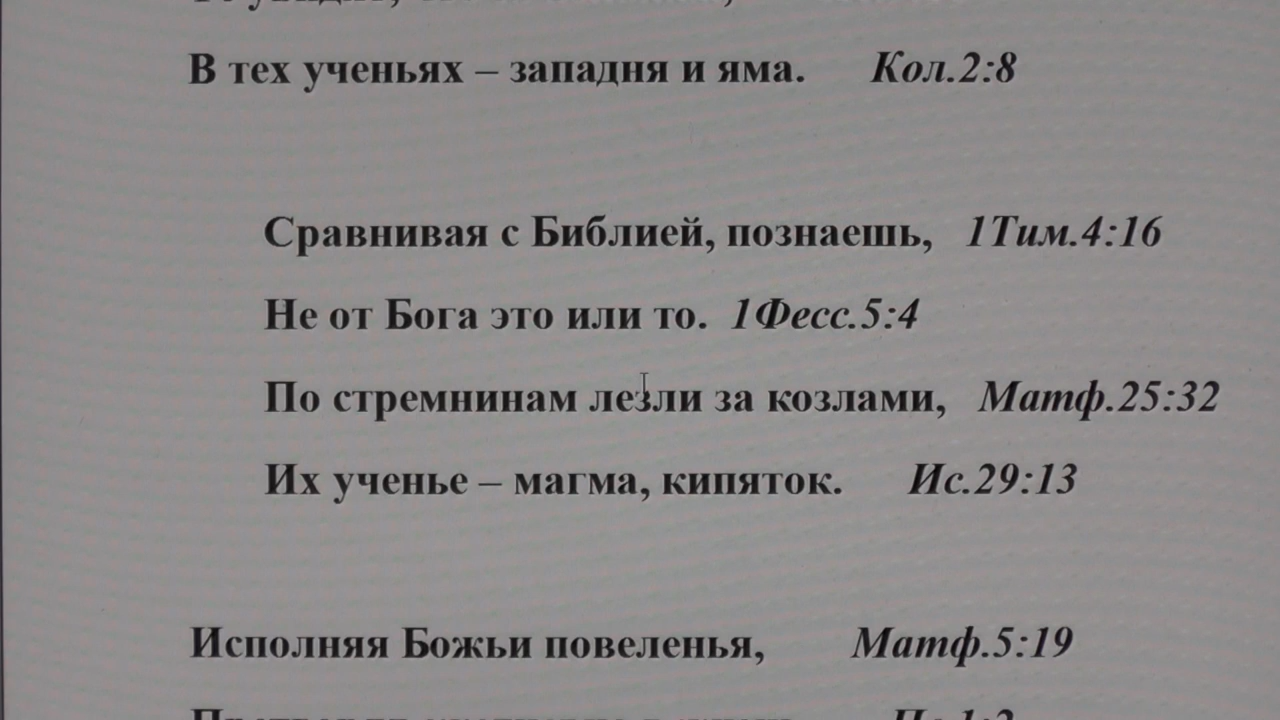 В тех ученьях – западня и яма. Кол.2:8
Сравнивая с Библией, познаешь, 1Тим.4:16
Не от Бога это или то. 1Фесс.5:4
По стремнинам лезли за козлами, Матф.25:32
Их ученье – магма, кипяток. Ис.29:13
Исполняя Божьи повеленья, Матф.5:19